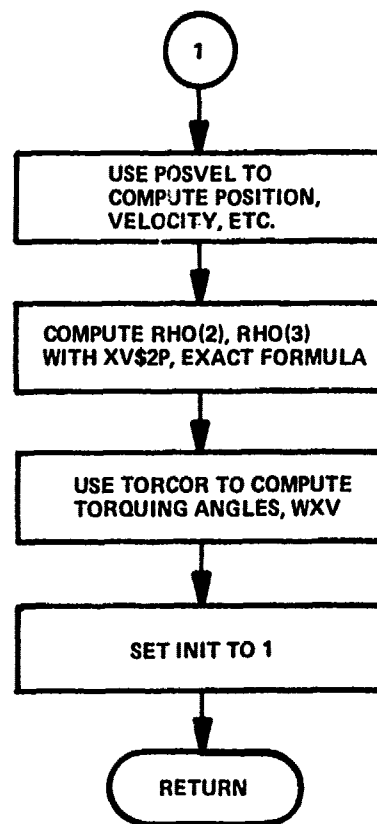 1
USE POSVEL TO
COMPUTE POSITION,
VELOCITY, ETC.
COMPUTE RHO(2), RHO(3)
WITH XV$2P, EXACT FORMULA
USE TORCOR TO COMPUTE
TORQUING ANGLES, WXV
SET INIT TO 1
RETURN